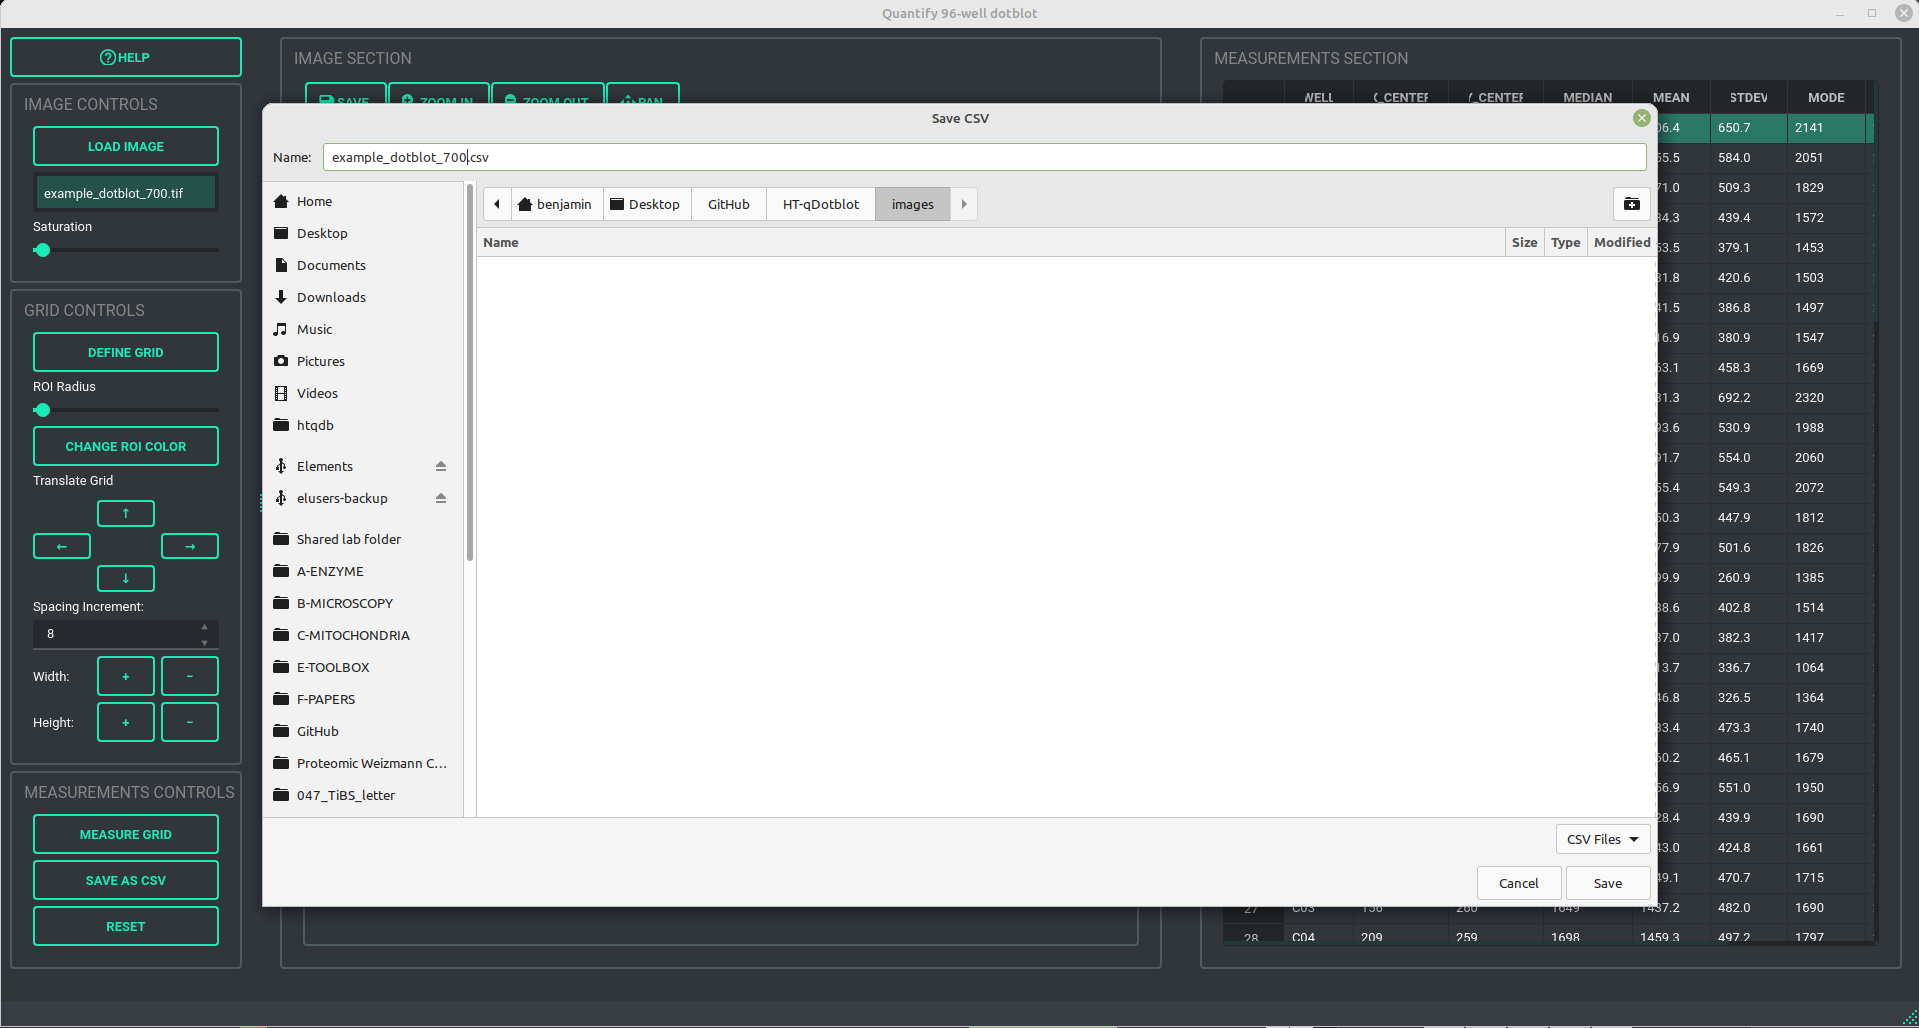 Quantify 96-well dotblot
HELP
IMAGE CONTROLS
LOAD IMAGE
example_dotblot_700.tif
Saturation
GRID CONTROLS
DEFINE GRID
ROI Radius
CHANGE ROI COLOR
Translate Grid
↑
← →
↓
Spacing Increment:
8
Width: + -
Height: + -
MEASUREMENTS CONTROLS
MEASURE GRID
SAVE AS CSV
RESET
IMAGE SECTION
SAVE ZOOM IN ZOOM OUT PAN
Save CSV
Name: example_dotblot_700.csv
Home
Desktop
Documents
Downloads
Music
Pictures
Videos
htqdb
Elements
elusers-backup
Shared lab folder
A-ENZYME
B-MICROSCOPY
C-MITOCHONDRIA
E-TOOLBOX
F-PAPERS
GitHub
Proteomic Weizmann C...
047_TiBS_letter
benjamin Desktop GitHub HT-qDotblot images
Name Size Type Modified
CSV Files
Cancel Save
MEASUREMENTS SECTION
WELL _CENTER _CENTER MEDIAN MEAN STDEV MODE
06.4 650.7 2141
55.5 584.0 2051
71.0 509.3 1829
34.3 439.4 1572
53.5 379.1 1453
31.8 420.6 1503
41.5 386.8 1497
16.9 380.9 1547
53.1 458.3 1669
31.3 692.2 2320
93.6 530.9 1988
91.7 554.0 2060
55.4 549.3 2072
50.3 447.9 1812
77.9 501.6 1826
99.9 260.9 1385
38.6 402.8 1514
37.0 382.3 1417
13.7 336.7 1064
46.8 326.5 1364
33.4 473.3 1740
60.2 465.1 1679
56.9 551.0 1950
28.4 439.9 1690
43.0 424.8 1661
49.1 470.7 1715
27 C03 156 260 1649 1437.2 482.0 1690
28 C04 209 259 1698 1459.3 497.2 1797